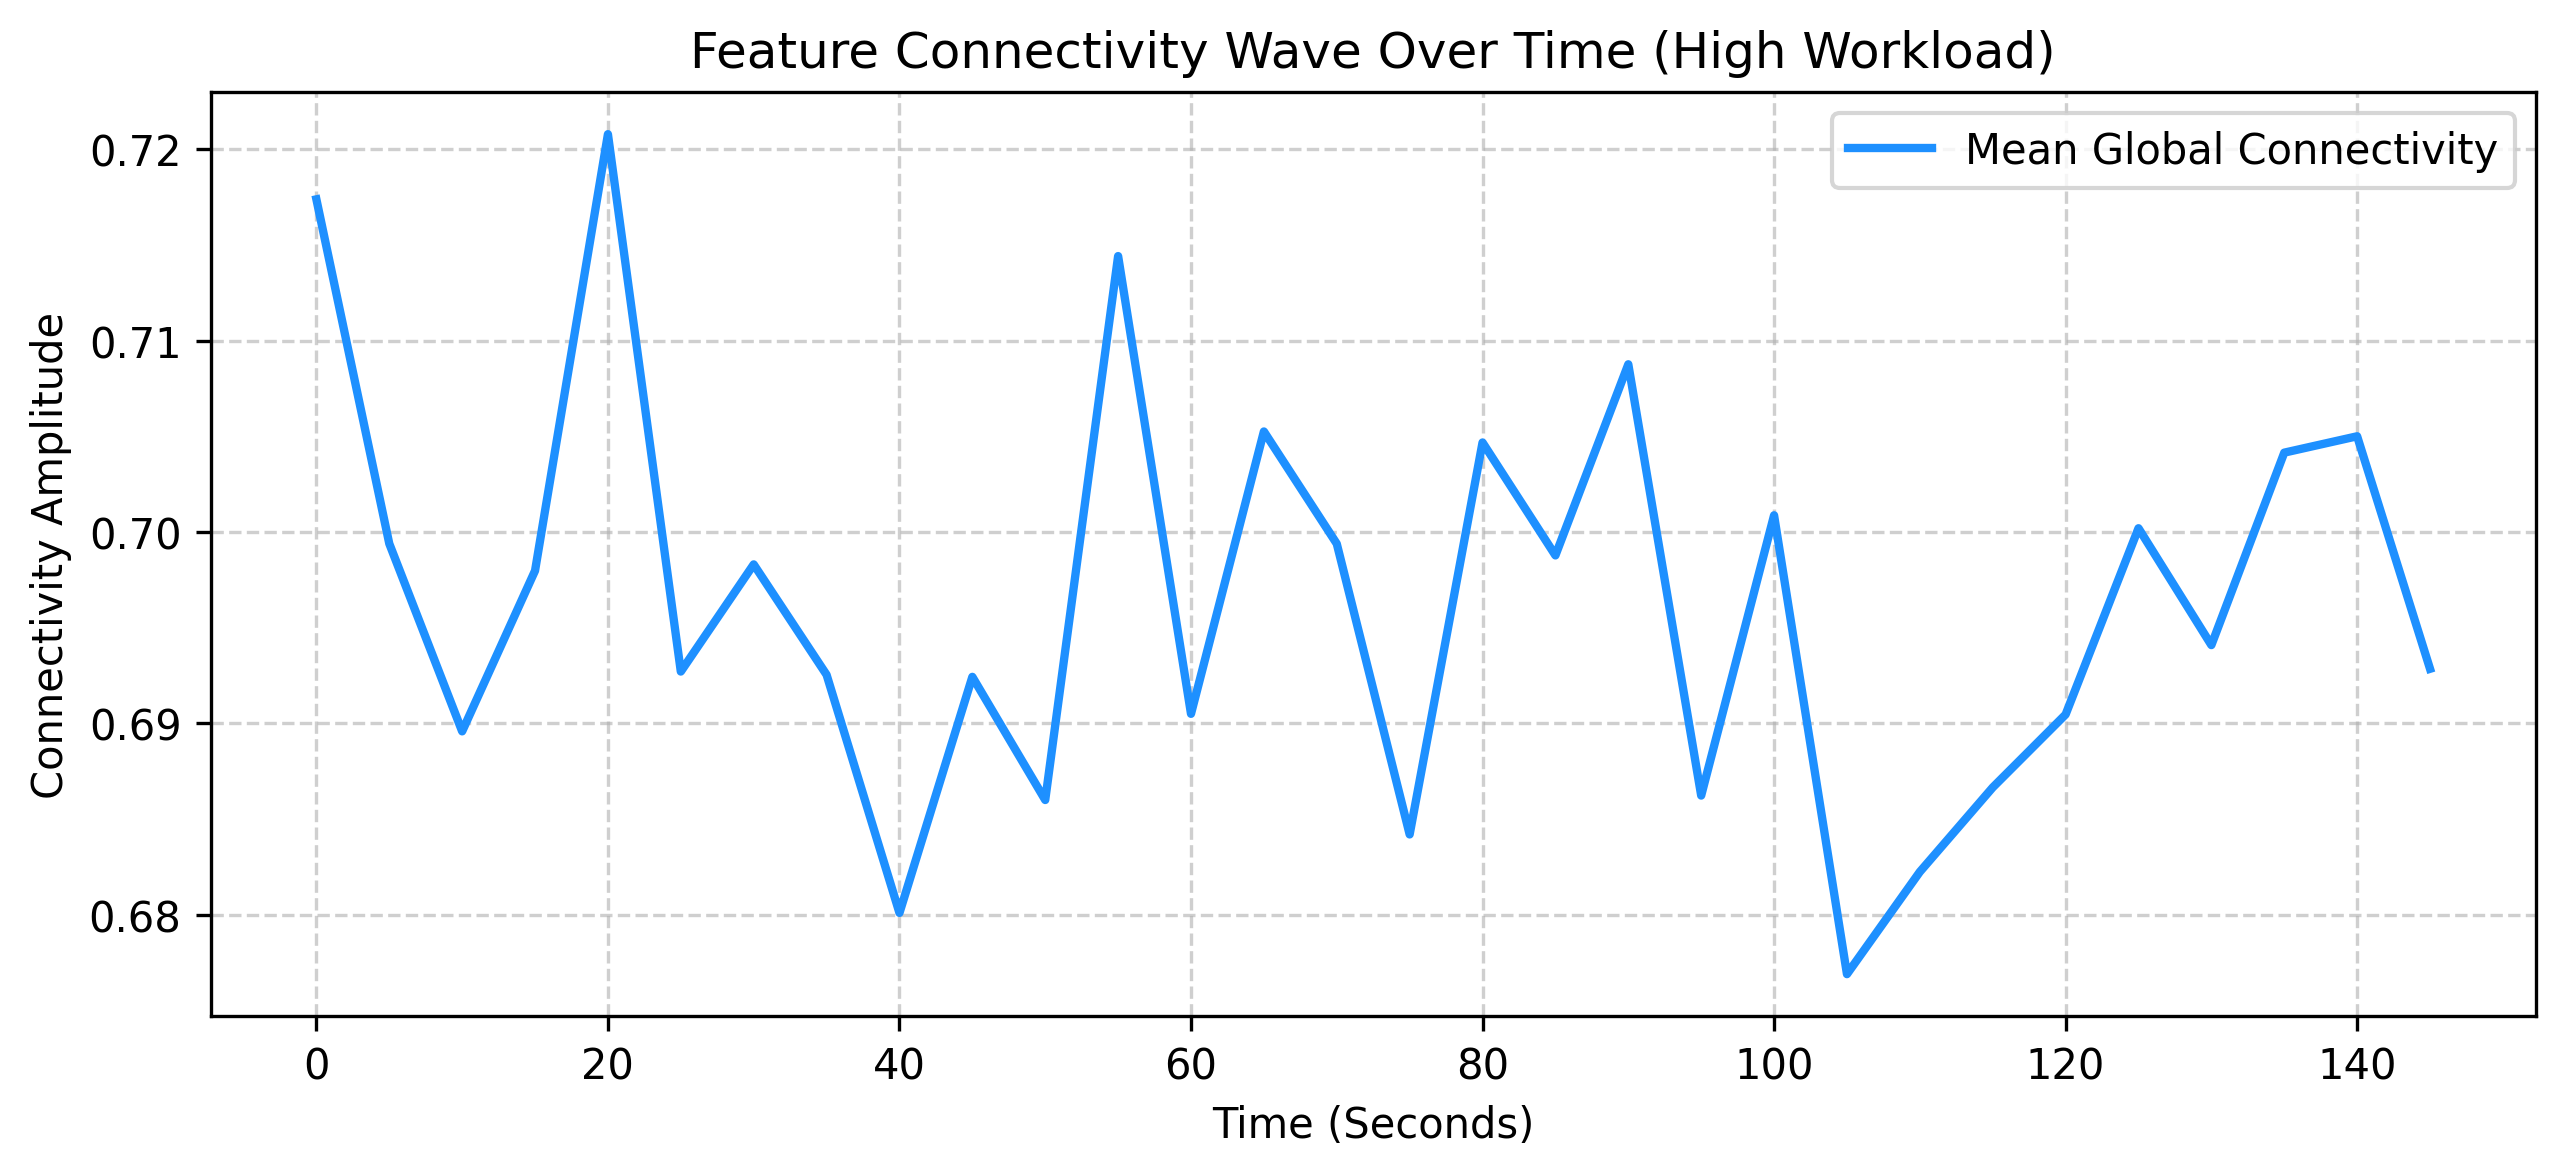 Feature Connectivity Wave Over Time (High Workload)
Mean Global Connectivity
Connectivity Amplitude
0.72
0.71
0.70
0.69
0.68
0 20 40 60 80 100 120 140
Time (Seconds)